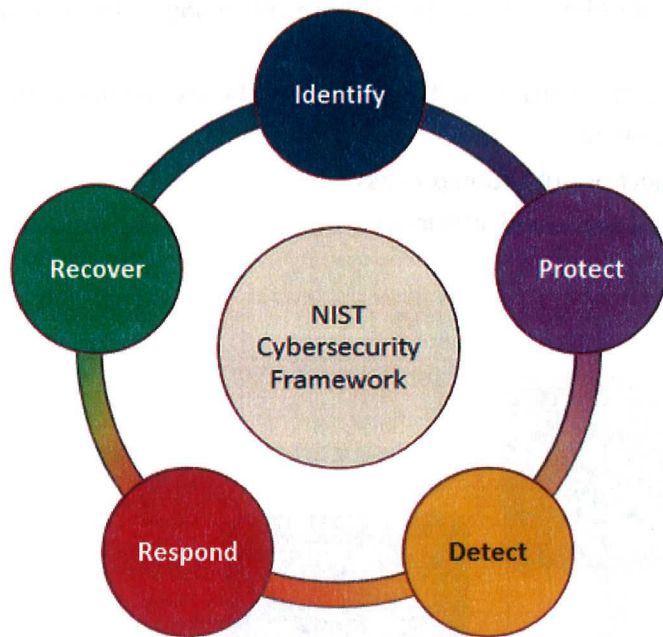 Identify
Protect
Detect
Respond
Recover
NIST
Cybersecurity
Framework